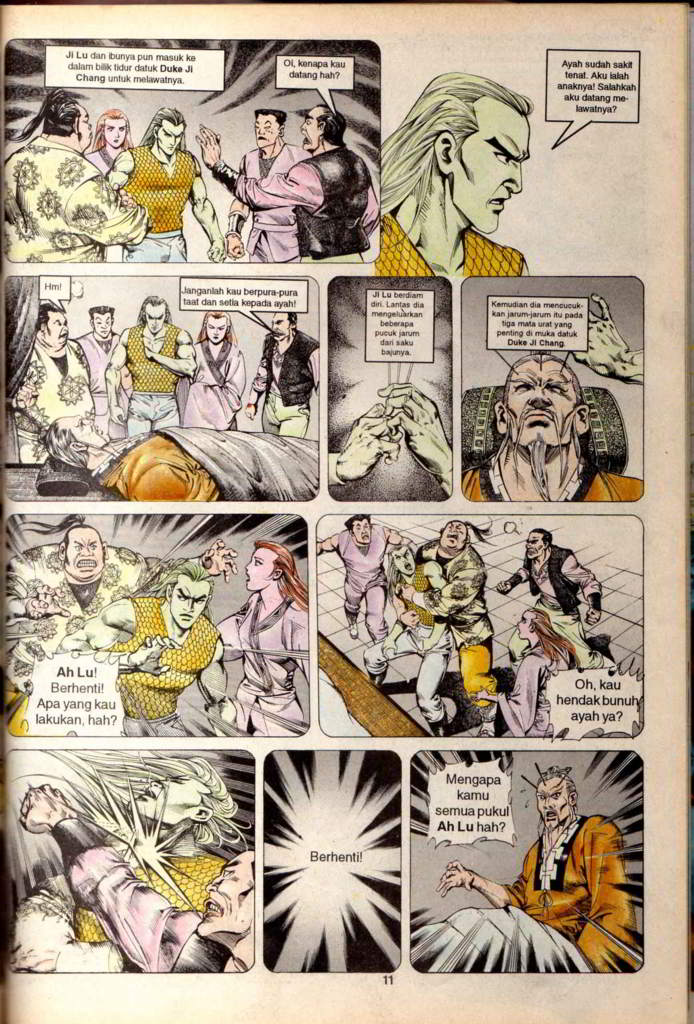 Ji Lu dan ibunya pun masuk ke
dalam bilik tidur datuk Duke Ji
Chang untuk melawatnya.
Oi, kenapa kau
datang hah?
Ayah sudah sakit
tenat. Aku ialah
anaknya! Salahkah
aku datang me-
lawatnya?
Hm!
Janganlah kau berpura-pura
taat dan setia kepada ayah!
Ji Lu berdiam
diri. Lantas dia
mengeluarkan
beberapa
pucuk jarum
dari saku
bajunya.
Kemudian dia mencucuk-
kan jarum-jarum itu pada
tiga mata urat yang
penting di muka datuk
Duke Ji Chang.
Ah Lu!
Berhenti!
Apa yang kau
lakukan, hah?
Oh, kau
hendak bunuh
ayah ya?
Berhenti!
Mengapa
kamu
semua pukul
Ah Lu hah?
11